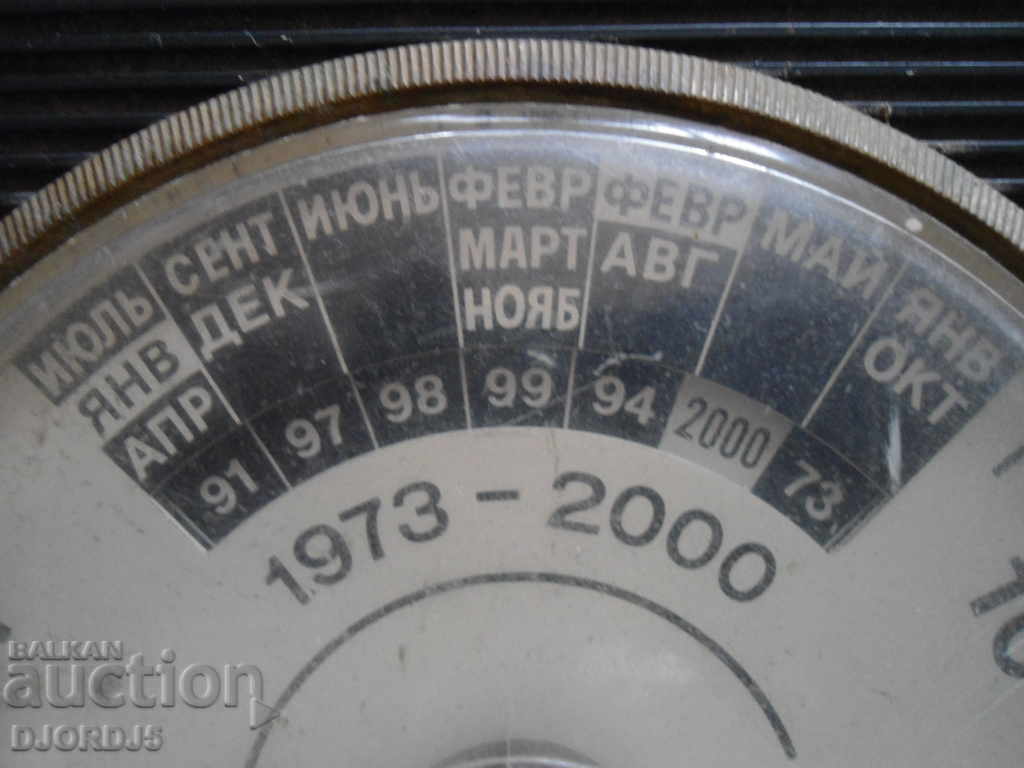 ИЮЛЬ
ЯНВ
АПР
СЕНТ
ДЕК
ИЮНЬ
ФЕВР
МАРТ
НОЯБ
ФЕВР
АВГ
МАЙ
ЯНВ
ОКТ
91 97 98 99 94 2000 73
1973 - 2000
BALKAN
auction
DJORDJ5